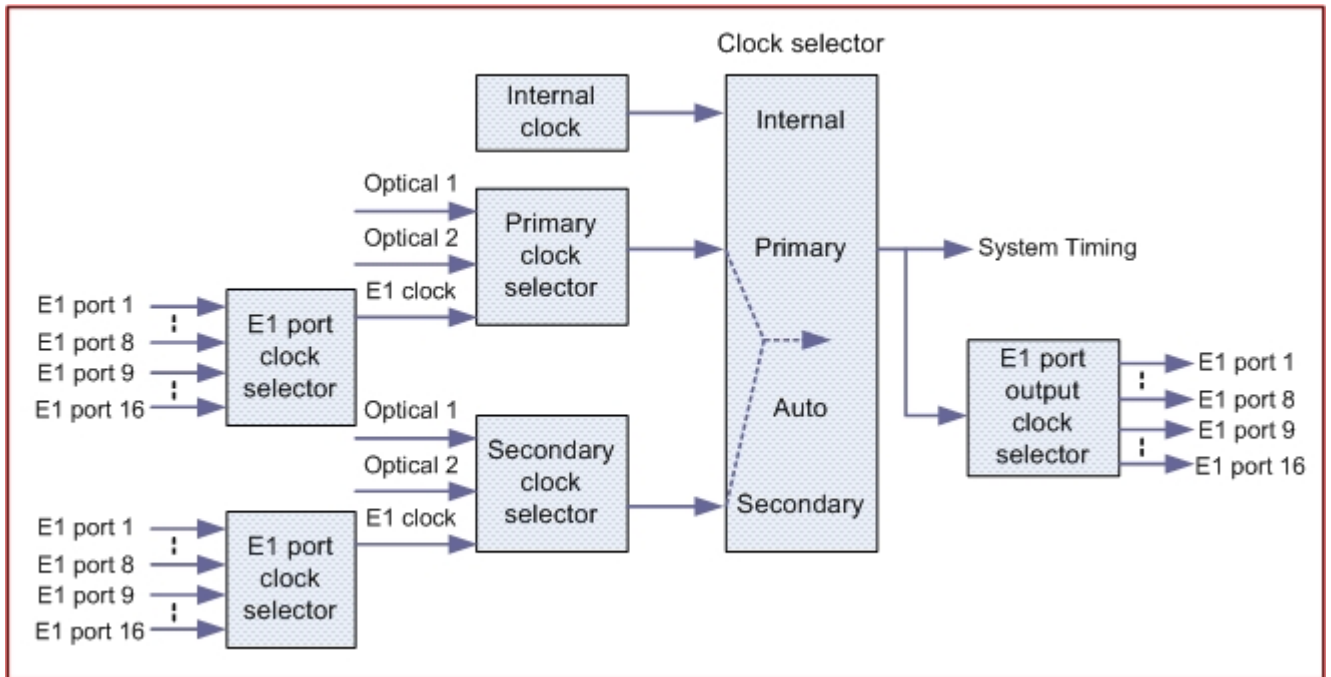 Clock selector
Internal
clock
Internal
Optical 1
Optical 2
E1 clock
Primary
clock
selector
Primary
System Timing
E1 port 1
E1 port 8
E1 port 9
E1 port 16
E1 port
clock
selector
Auto
E1 port
output
clock
selector
E1 port 1
E1 port 8
E1 port 9
E1 port 16
Optical 1
Optical 2
E1 clock
Secondary
clock
selector
Secondary
E1 port 1
E1 port 8
E1 port 9
E1 port 16
E1 port
clock
selector